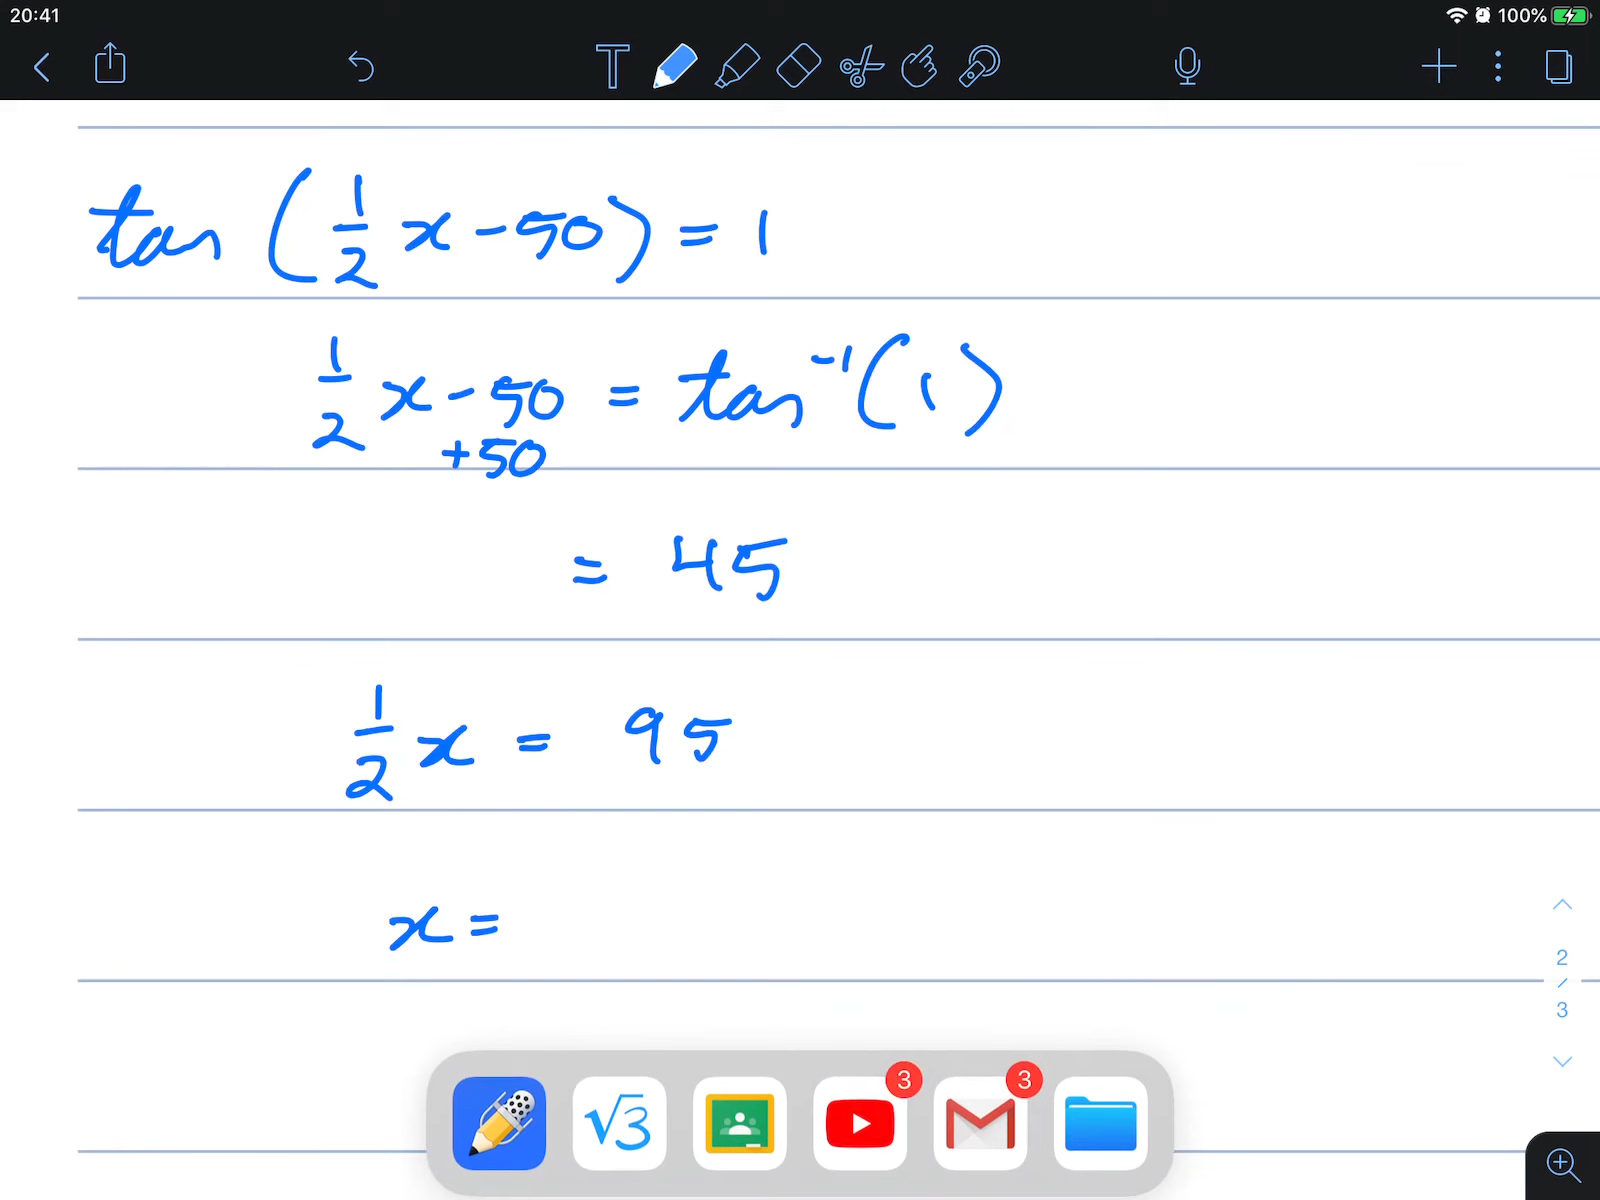 20:41 100%
T
tan (1/2 x - 50) = 1
1/2 x - 50 = tan⁻¹(1)
+50
= 45
1/2 x = 95
x =
2
/
3
3 3
√3